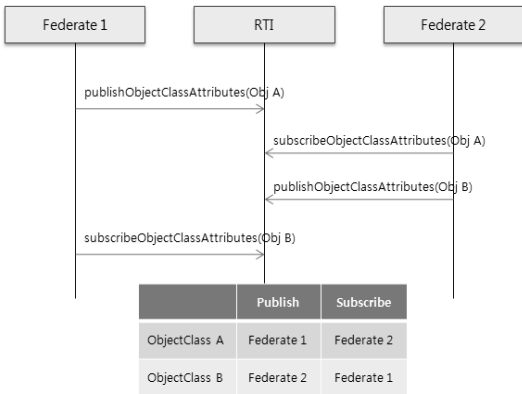 Federate 1 RTI Federate 2
publishObjectClassAttributes(Obj A)
subscribeObjectClassAttributes(Obj A)
publishObjectClassAttributes(Obj B)
subscribeObjectClassAttributes(Obj B)
Publish Subscribe
ObjectClass A Federate 1 Federate 2
ObjectClass B Federate 2 Federate 1